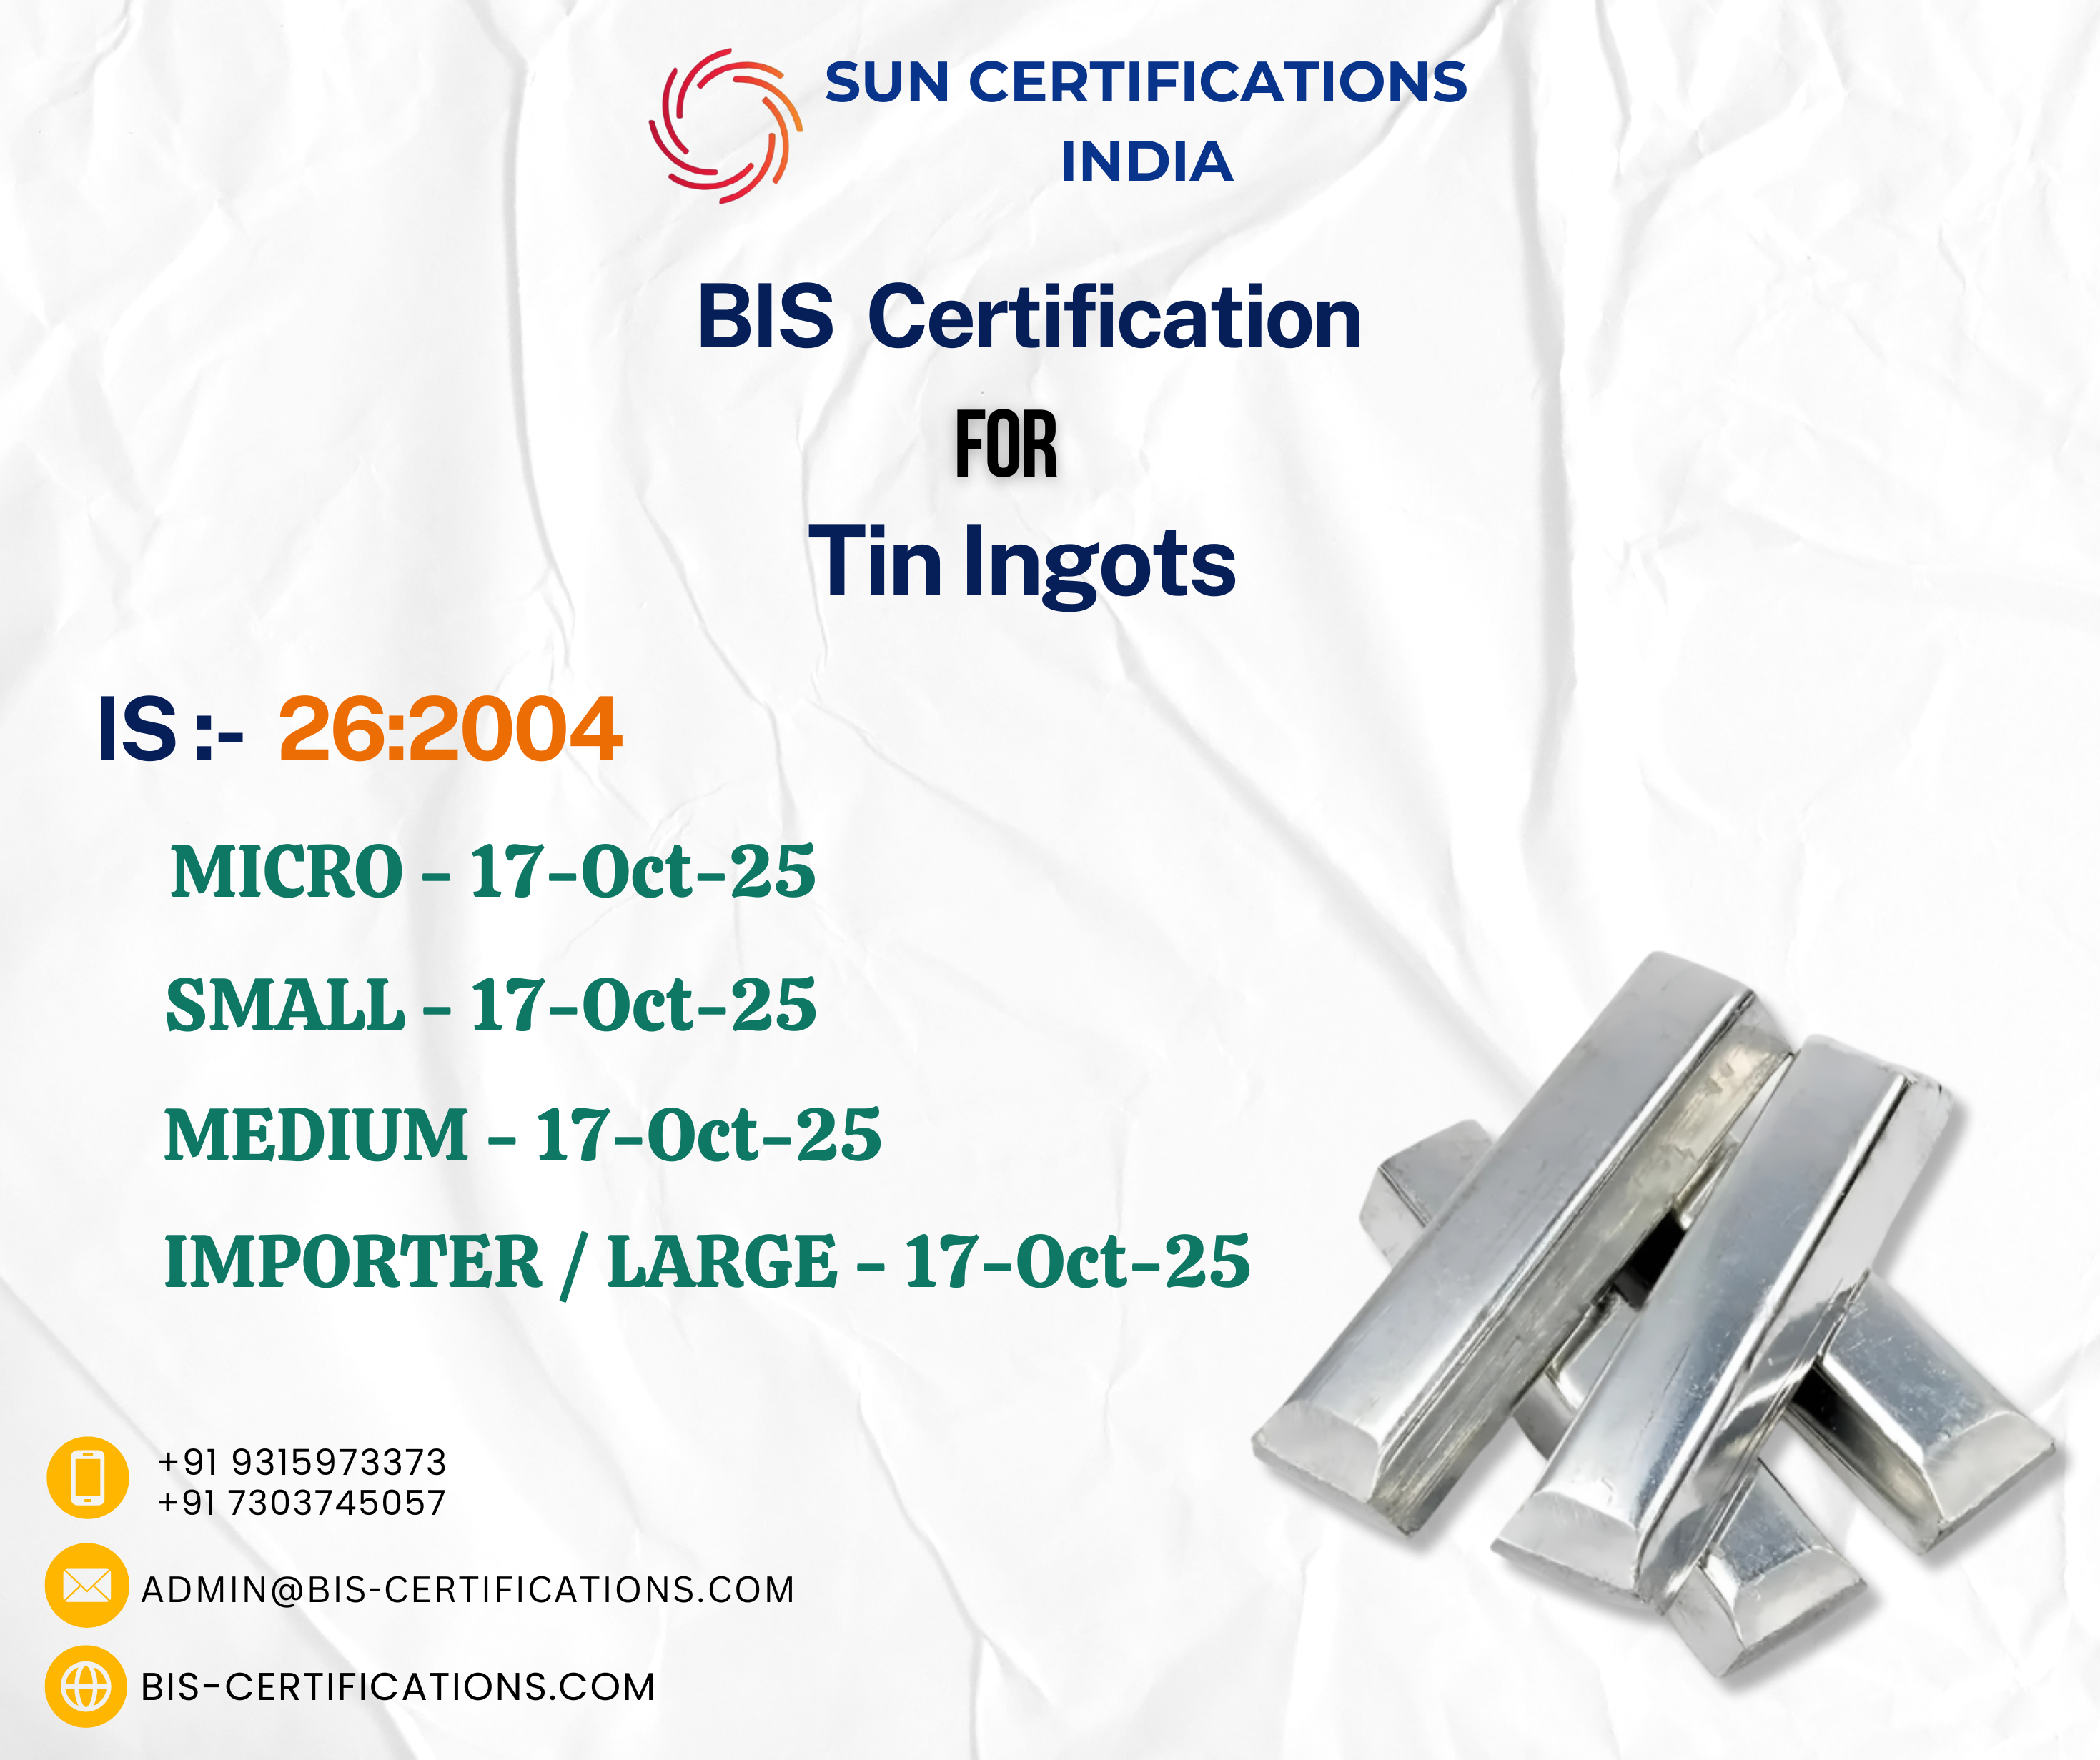 SUN CERTIFICATIONS
INDIA
BIS Certification
FOR
Tin Ingots
IS :- 26:2004
MICRO - 17-Oct-25
SMALL - 17-Oct-25
MEDIUM - 17-Oct-25
IMPORTER / LARGE - 17-Oct-25
+91 9315973373
+91 7303745057
ADMIN@BIS-CERTIFICATIONS.COM
BIS-CERTIFICATIONS.COM